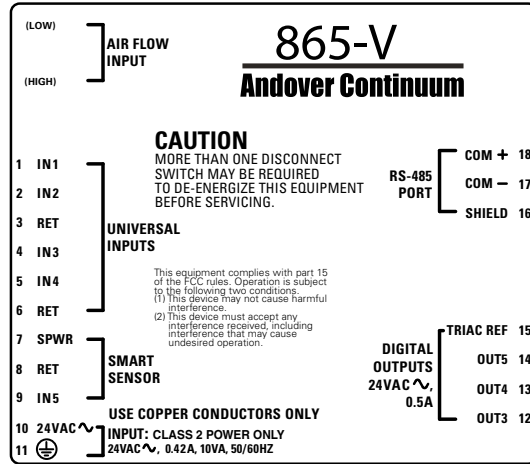 (LOW)
AIR FLOW
INPUT
(HIGH)
865-V
Andover Continuum
CAUTION
MORE THAN ONE DISCONNECT
SWITCH MAY BE REQUIRED
TO DE-ENERGIZE THIS EQUIPMENT
BEFORE SERVICING.
1 IN1
2 IN2
3 RET
4 IN3
5 IN4
6 RET
UNIVERSAL
INPUTS
7 SPWR
8 RET
9 IN5
SMART
SENSOR
10 24VAC ∿
11
This equipment complies with part 15
of the FCC rules. Operation is subject
to the following two conditions.
(1) This device may not cause harmful
interference.
(2) This device must accept any
interference received, including
interference that may cause
undesired operation.
USE COPPER CONDUCTORS ONLY
INPUT: CLASS 2 POWER ONLY
24VAC ∿, 0.42A, 10VA, 50/60HZ
RS-485
PORT
COM + 18
COM – 17
SHIELD 16
DIGITAL
OUTPUTS
24VAC ∿,
0.5A
TRIAC REF 15
OUT5 14
OUT4 13
OUT3 12